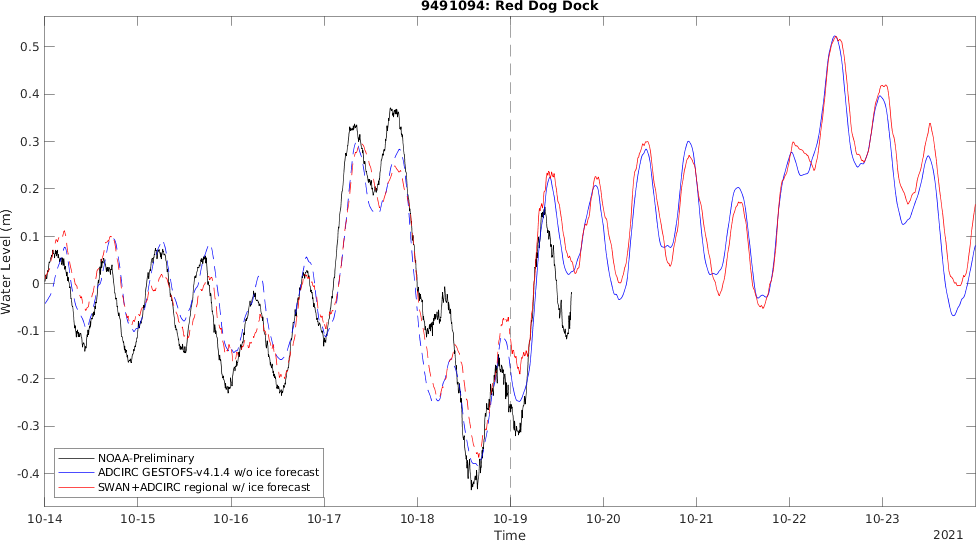 9491094: Red Dog Dock
0.5
0.4
0.3
0.2
0.1
0
-0.1
-0.2
-0.3
-0.4
Water Level (m)
NOAA-Preliminary
ADCIRC GESTOFS-v4.1.4 w/o ice forecast
SWAN+ADCIRC regional w/ ice forecast
10-14 10-15 10-16 10-17 10-18 10-19 10-20 10-21 10-22 10-23
Time
2021